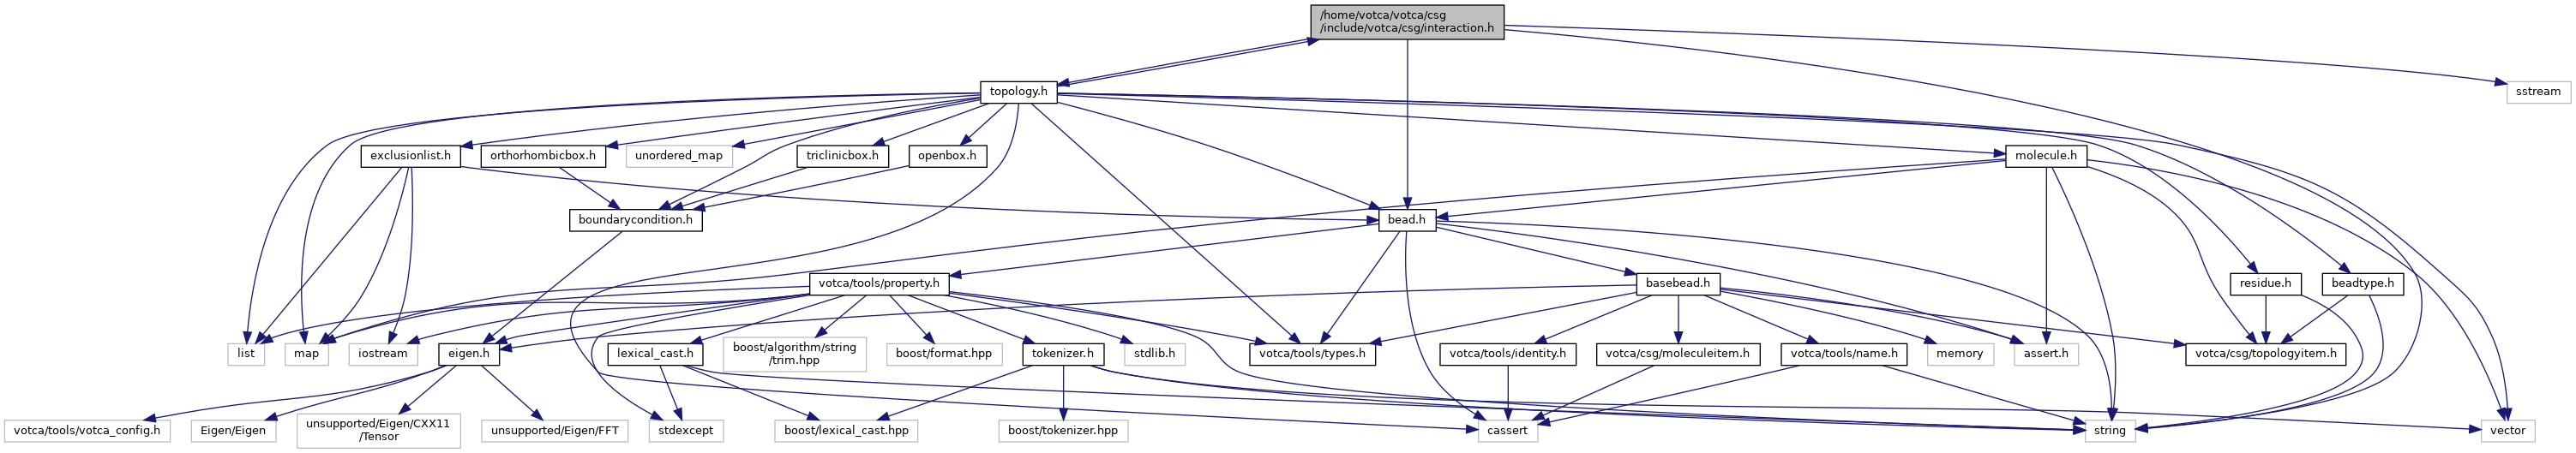 /home/votca/votca/csg
/include/votca/csg/interaction.h
topology.h
sstream
exclusionlist.h
orthorhombicbox.h
unordered_map
triclinicbox.h
openbox.h
molecule.h
boundarycondition.h
bead.h
votca/tools/property.h
basebead.h
residue.h
beadtype.h
list
map
iostream
eigen.h
lexical_cast.h
boost/algorithm/string
/trim.hpp
boost/format.hpp
tokenizer.h
stdlib.h
votca/tools/types.h
votca/tools/identity.h
votca/csg/moleculeitem.h
votca/tools/name.h
memory
assert.h
votca/csg/topologyitem.h
votca/tools/votca_config.h
Eigen/Eigen
unsupported/Eigen/CXX11
/Tensor
unsupported/Eigen/FFT
stdexcept
boost/lexical_cast.hpp
boost/tokenizer.hpp
cassert
string
vector